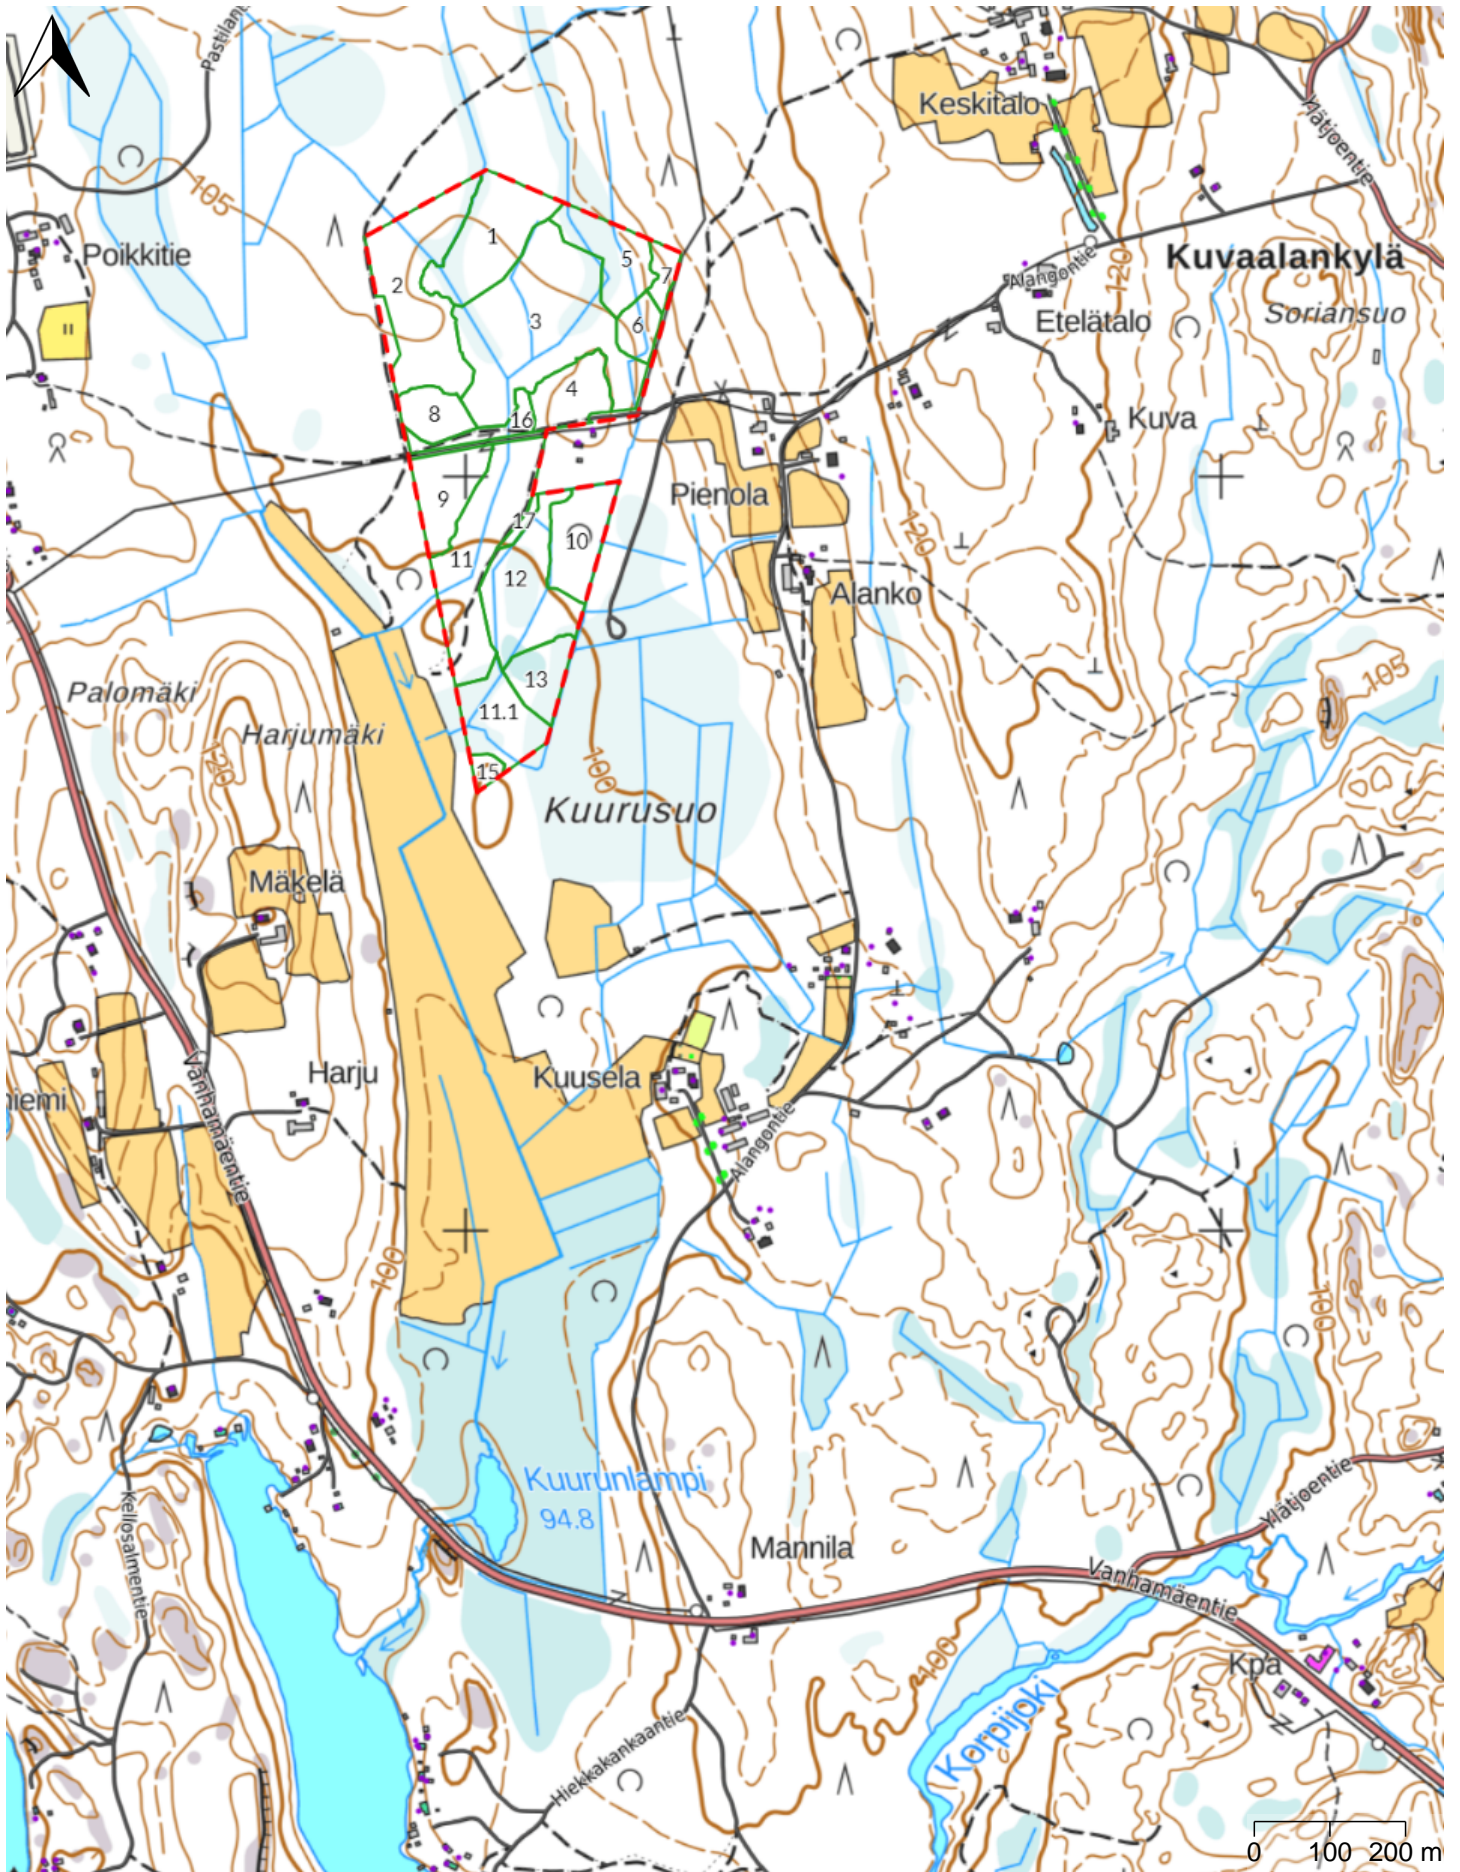 Pastilan
Keskitalo
Ylätjoentie
105
Poikkitie
Kuvaalankylä
Alangontie
120
Soriansuo
Etelätalo
1
2
5
7
3
6
4
8
16
Kuva
9
Pienola
17
10
120
11
12
Alanko
Palomäki
Harjumäki
13
105
11.1
120
15
100
Kuurusuo
Mäkelä
Harju
Kuusela
niemi
Vanhamäentie
Alangontie
100
100
Kuurunlampi
94.8
Kellosalmentie
Mannila
Ylätjoentie
Vanhamäentie
100
Kpa
Korpijoki
Hiekkakankaantie
0 100 200 m